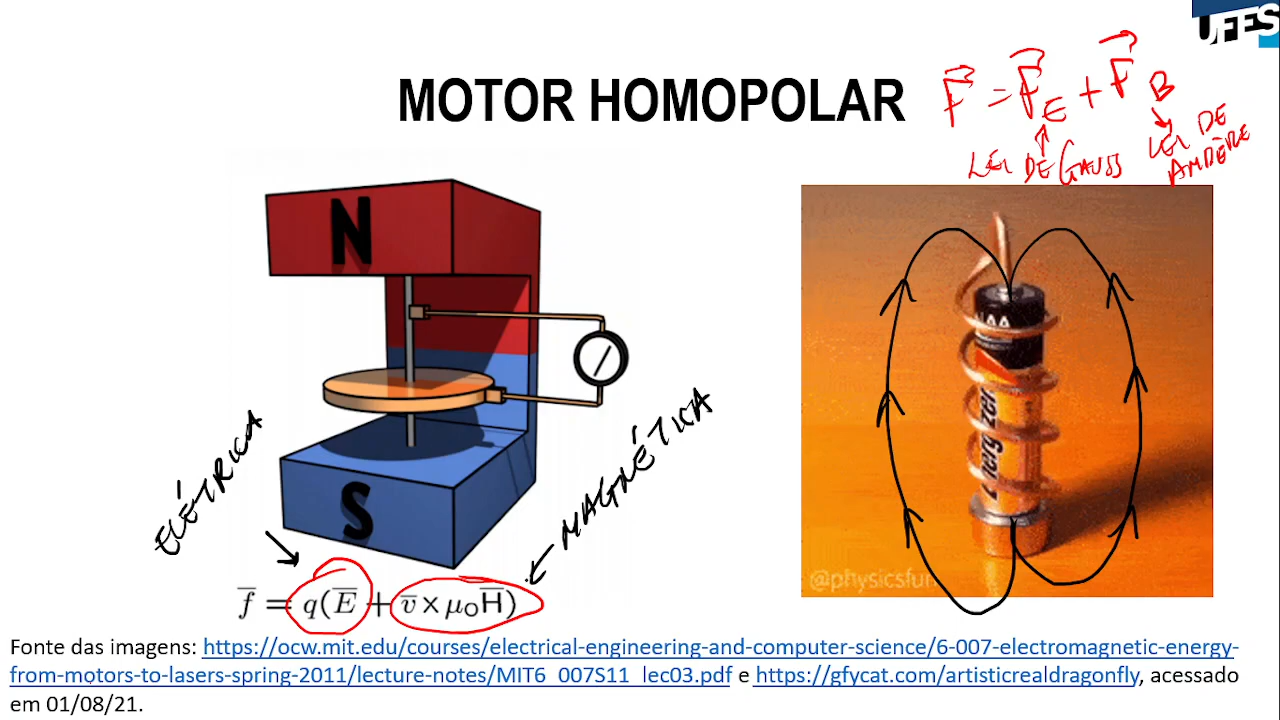 UFES
MOTOR HOMOPOLAR
F⃗ = F⃗E + F⃗B
LEI DE GAUSS
LEI DE
AMPÈRE
N
S
AA
Energizer
@physicsfun
ELÉTRICA
MAGNÉTICA
f̅ = q(E̅ + v̅ × μ₀H̅)
Fonte das imagens: https://ocw.mit.edu/courses/electrical-engineering-and-computer-science/6-007-electromagnetic-energy-
from-motors-to-lasers-spring-2011/lecture-notes/MIT6_007S11_lec03.pdf e https://gfycat.com/artisticrealdragonfly, acessado
em 01/08/21.